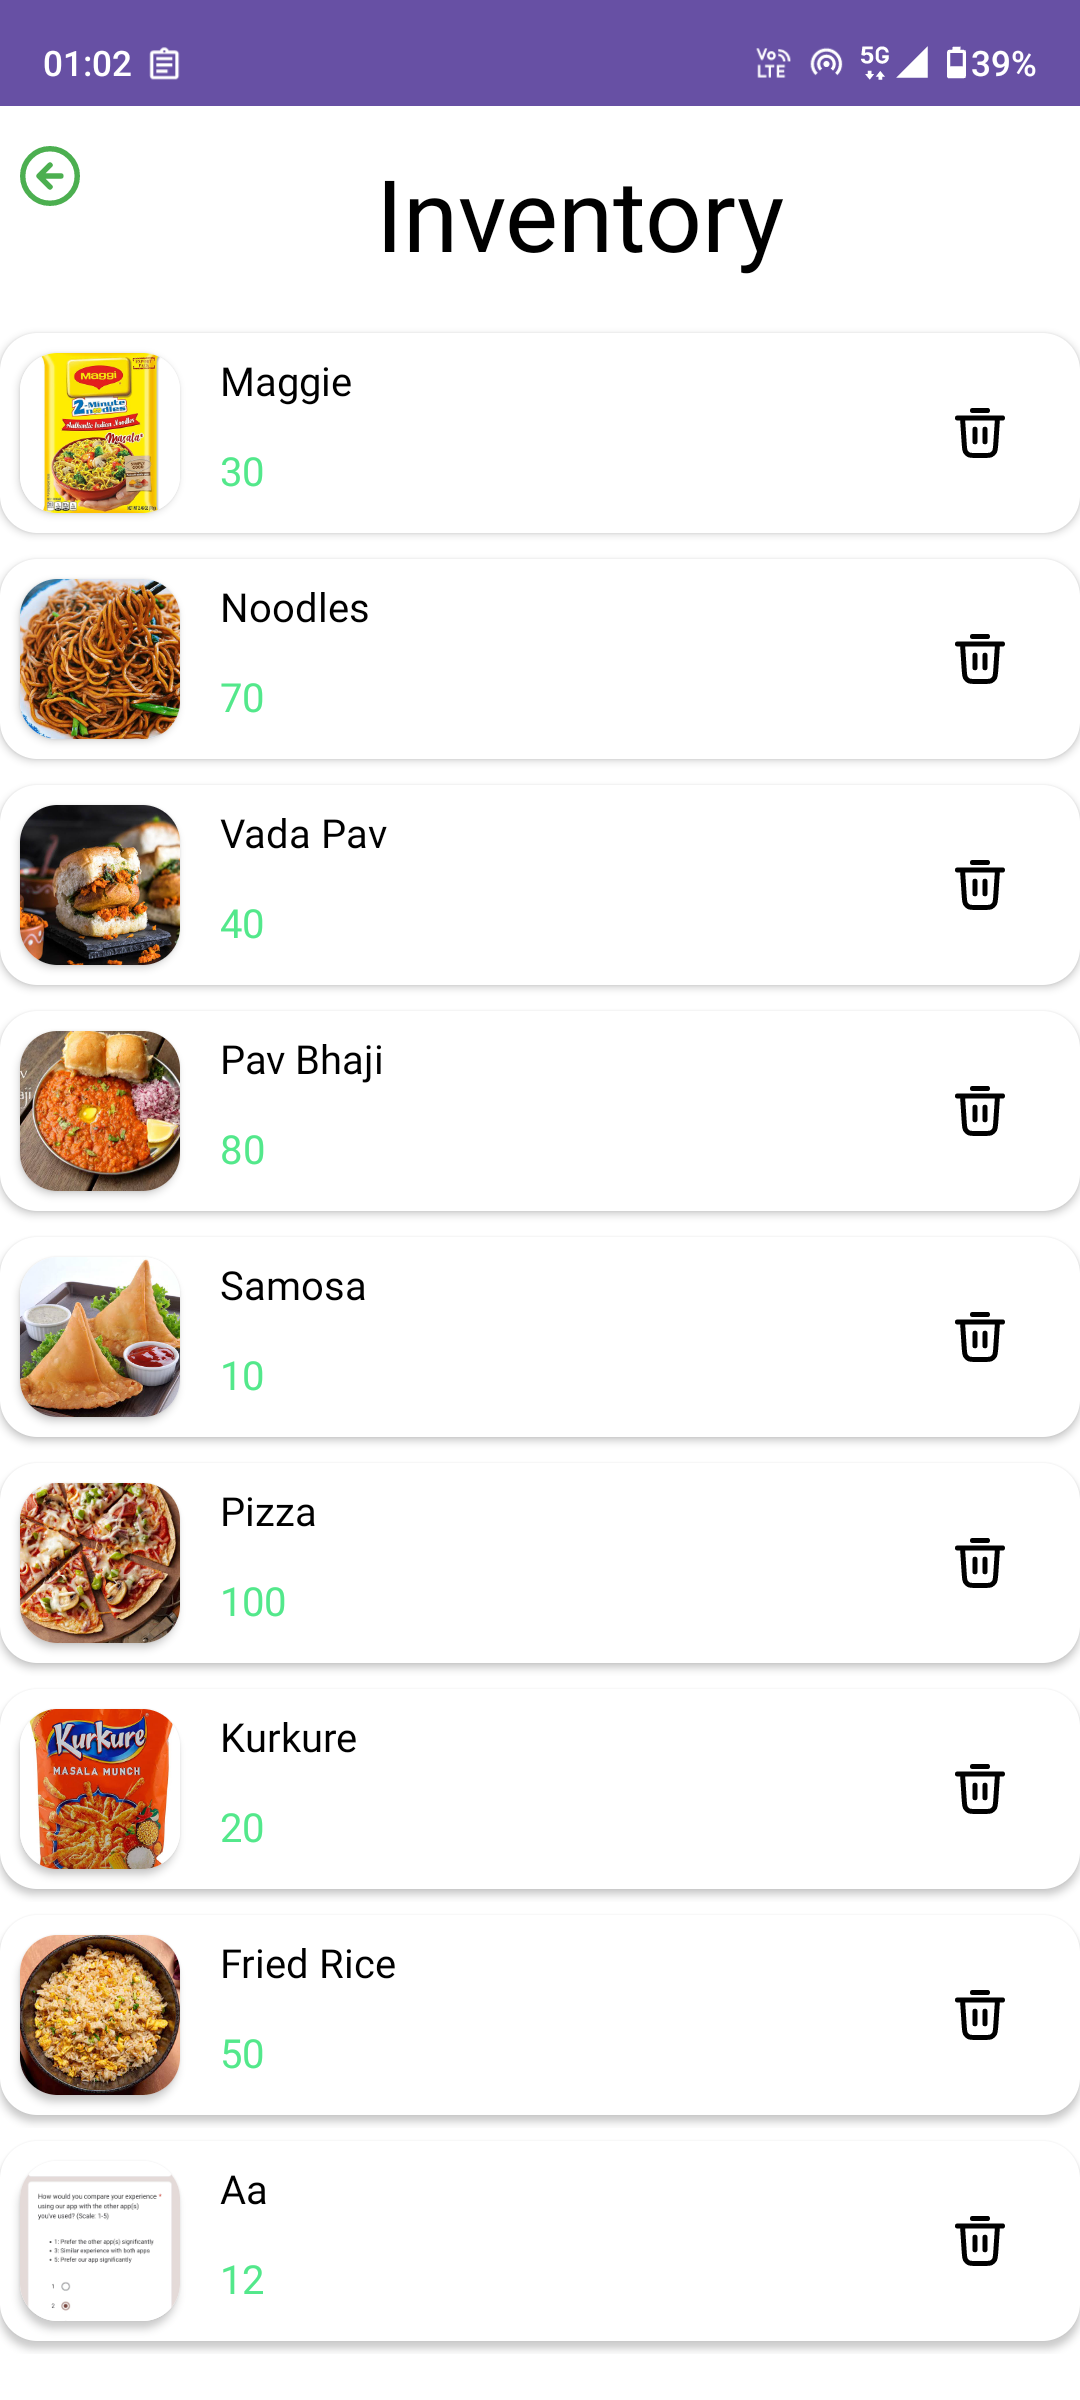 01:02
Vo LTE 5G 39%
Inventory
Maggi
2-Minute
noodles
Authentic Indian Noodles
Masala
Maggie
30
Noodles
70
Vada Pav
40
Pav Bhaji
80
Samosa
10
Pizza
100
Kurkure
MASALA MUNCH
Kurkure
20
Fried Rice
50
How would you compare your experience *
using our app with the other app(s)
you've used? (Scale: 1-5)
• 1: Prefer the other app(s) significantly
• 3: Similar experience with both apps
• 5: Prefer our app significantly
1
2
Aa
12